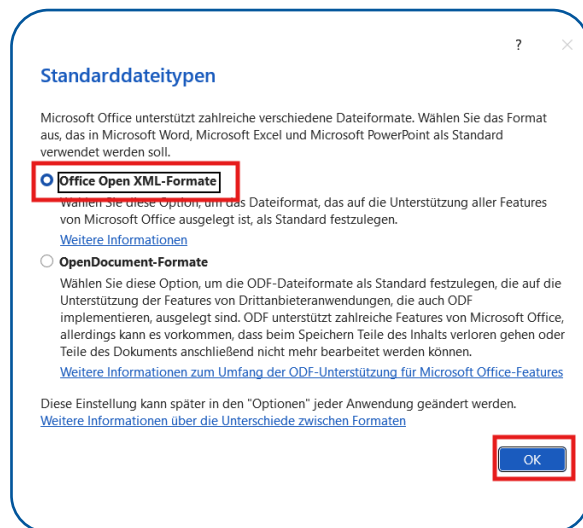 ?
Standarddateitypen
Microsoft Office unterstützt zahlreiche verschiedene Dateiformate. Wählen Sie das Format
aus, das in Microsoft Word, Microsoft Excel und Microsoft PowerPoint als Standard
verwendet werden soll.
Office Open XML-Formate
Wählen Sie diese Option, um das Dateiformat, das auf die Unterstützung aller Features
von Microsoft Office ausgelegt ist, als Standard festzulegen.
Weitere Informationen
OpenDocument-Formate
Wählen Sie diese Option, um die ODF-Dateiformate als Standard festzulegen, die auf die
Unterstützung der Features von Drittanbieteranwendungen, die auch ODF
implementieren, ausgelegt sind. ODF unterstützt zahlreiche Features von Microsoft Office,
allerdings kann es vorkommen, dass beim Speichern Teile des Inhalts verloren gehen oder
Teile des Dokuments anschließend nicht mehr bearbeitet werden können.
Weitere Informationen zum Umfang der ODF-Unterstützung für Microsoft Office-Features
Diese Einstellung kann später in den "Optionen" jeder Anwendung geändert werden.
Weitere Informationen über die Unterschiede zwischen Formaten
OK